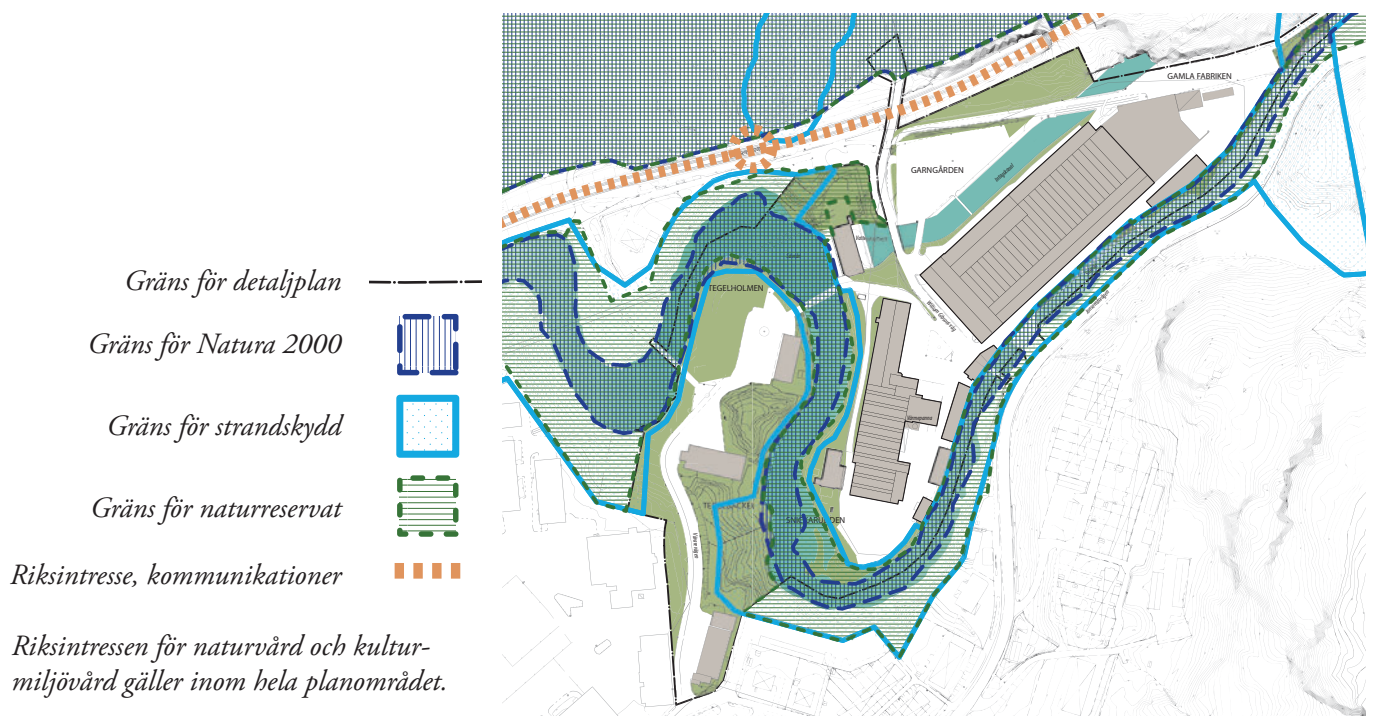 Gräns för detaljplan
Gräns för Natura 2000
Gräns för strandskydd
Gräns för naturreservat
Riksintresse, kommunikationer
Riksintressen för naturvård och kultur-
miljövård gäller inom hela planområdet.
GAMLA FABRIKEN
GARNGÅRDEN
TEGELHOLMEN